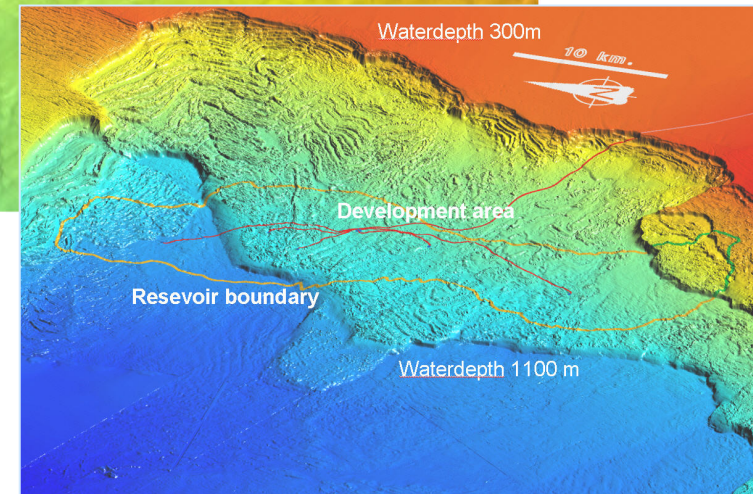 Waterdepth 300m
10 km.
N
Development area
Resevoir boundary
Waterdepth 1100 m